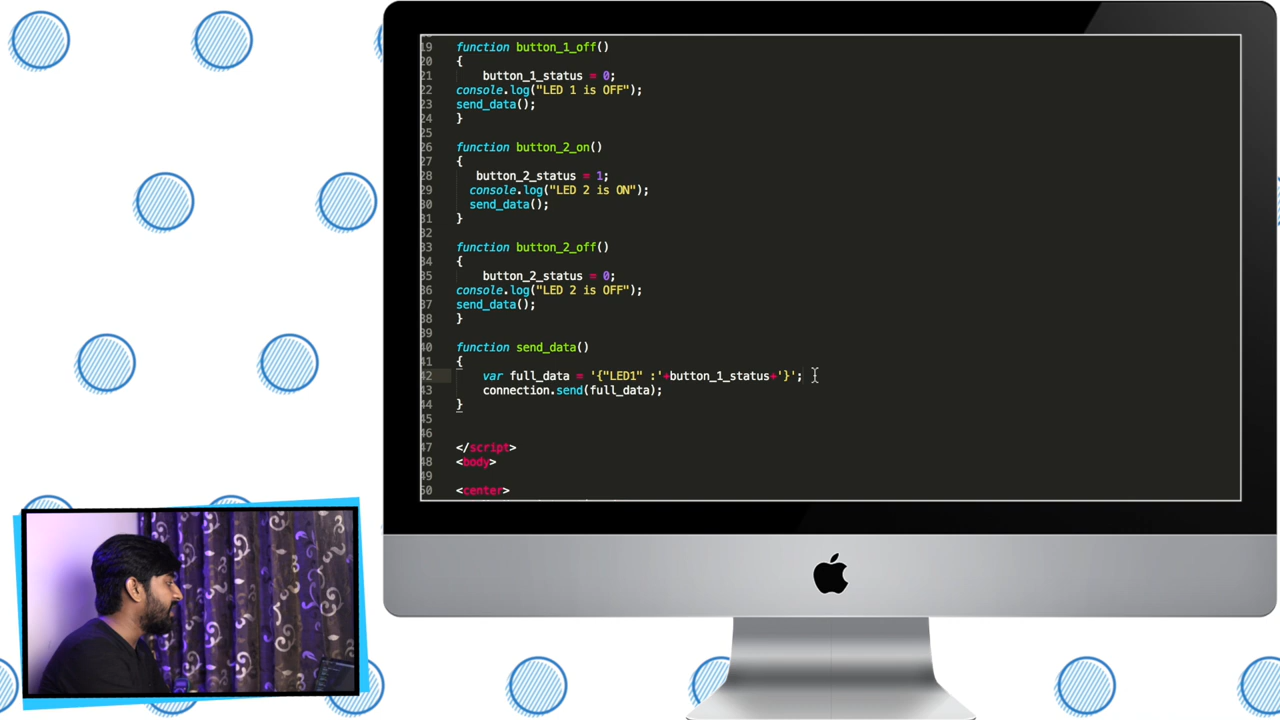 19 function button_1_off()
20 {
21 button_1_status = 0;
22 console.log("LED 1 is OFF");
23 send_data();
24 }
25
26 function button_2_on()
27 {
28 button_2_status = 1;
29 console.log("LED 2 is ON");
30 send_data();
31 }
32
33 function button_2_off()
34 {
35 button_2_status = 0;
36 console.log("LED 2 is OFF");
37 send_data();
38 }
39
40 function send_data()
41 {
42 var full_data = '{"LED1" :'+button_1_status+'}';
43 connection.send(full_data);
44 }
45
46
47 </script>
48 <body>
49
50 <center>